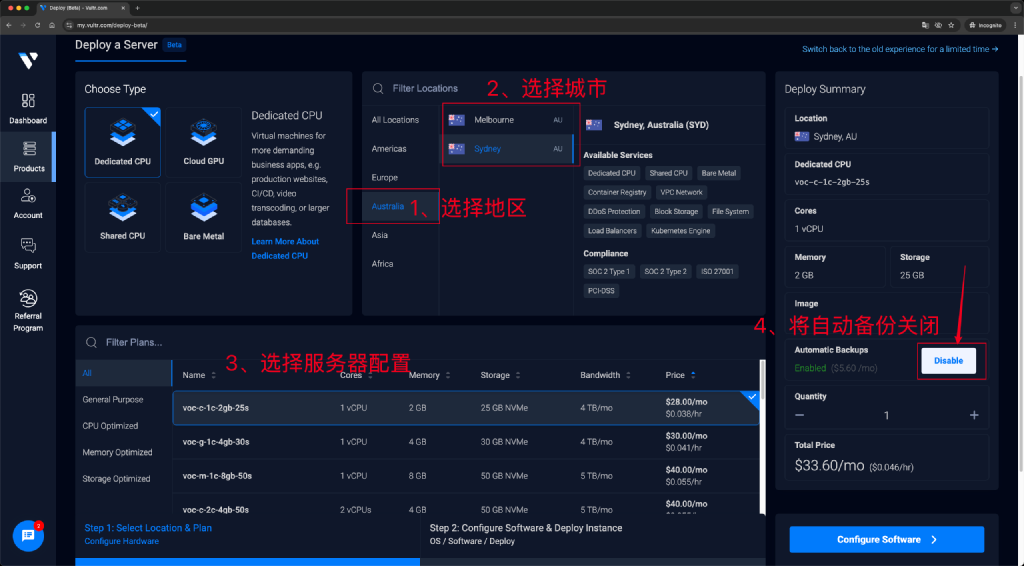 Deploy (Beta) - Vultr.com
my.vultr.com/deploy-beta/
Incognito
Deploy a Server Beta
Switch back to the old experience for a limited time →
Dashboard
Products
Account
Support
Referral
Program
2
Choose Type
Dedicated CPU
Cloud GPU
Shared CPU
Bare Metal
Dedicated CPU
Virtual machines for
more demanding
business apps, e.g.
production websites,
CI/CD, video
transcoding, or larger
databases.
Learn More About
Dedicated CPU
Filter Locations
2、选择城市
All Locations
Americas
Europe
Australia
Asia
Africa
1、选择地区
Melbourne AU
Sydney AU
Sydney, Australia (SYD)
Available Services
Dedicated CPU Shared CPU Bare Metal
Container Registry VPC Network
DDoS Protection Block Storage File System
Load Balancers Kubernetes Engine
Compliance
SOC 2 Type 1 SOC 2 Type 2 ISO 27001
PCI-DSS
Filter Plans...
3、选择服务器配置
All
General Purpose
CPU Optimized
Memory Optimized
Storage Optimized
Name Cores Memory Storage Bandwidth Price
voc-c-1c-2gb-25s 1 vCPU 2 GB 25 GB NVMe 4 TB/mo $28.00/mo
$0.038/hr
voc-g-1c-4gb-30s 1 vCPU 4 GB 30 GB NVMe 4 TB/mo $30.00/mo
$0.041/hr
voc-m-1c-8gb-50s 1 vCPU 8 GB 50 GB NVMe 5 TB/mo $40.00/mo
$0.055/hr
voc-c-2c-4gb-50s 2 vCPUs 4 GB 50 GB NVMe 5 TB/mo $40.00/mo
Step 1: Select Location & Plan
Configure Hardware
Step 2: Configure Software & Deploy Instance
OS / Software / Deploy
Deploy Summary
Location
Sydney, AU
Dedicated CPU
voc-c-1c-2gb-25s
Cores
1 vCPU
Memory Storage
2 GB 25 GB
Image
4、将自动备份关闭
Automatic Backups
Enabled ($5.60 /mo)
Disable
Quantity
− 1 +
Total Price
$33.60/mo ($0.046/hr)
Configure Software